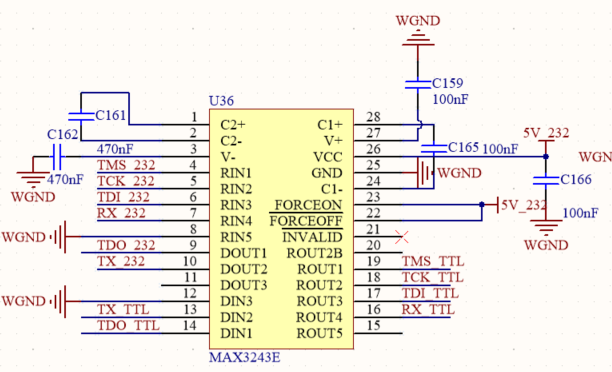 WGND
C159
100nF
U36
C161
C162
470nF
470nF
WGND
1 C2+ C1+ 28
2 C2- V+ 27
3 V- VCC 26
TMS_232 4 RIN1 GND 25
TCK_232 5 RIN2 C1- 24
TDI_232 6 RIN3 FORCEON 23
RX_232 7 RIN4 FORCEOFF 22
WGND 8 RIN5 INVALID 21
TDO_232 9 DOUT1 ROUT2B 20
TX_232 10 DOUT2 ROUT1 19 TMS_TTL
11 DOUT3 ROUT2 18 TCK_TTL
WGND 12 DIN3 ROUT3 17 TDI_TTL
TX_TTL 13 DIN2 ROUT4 16 RX_TTL
TDO_TTL 14 DIN1 ROUT5 15
MAX3243E
C165 100nF
WGND
5V_232
WGN
C166
100nF
WGND
5V_232